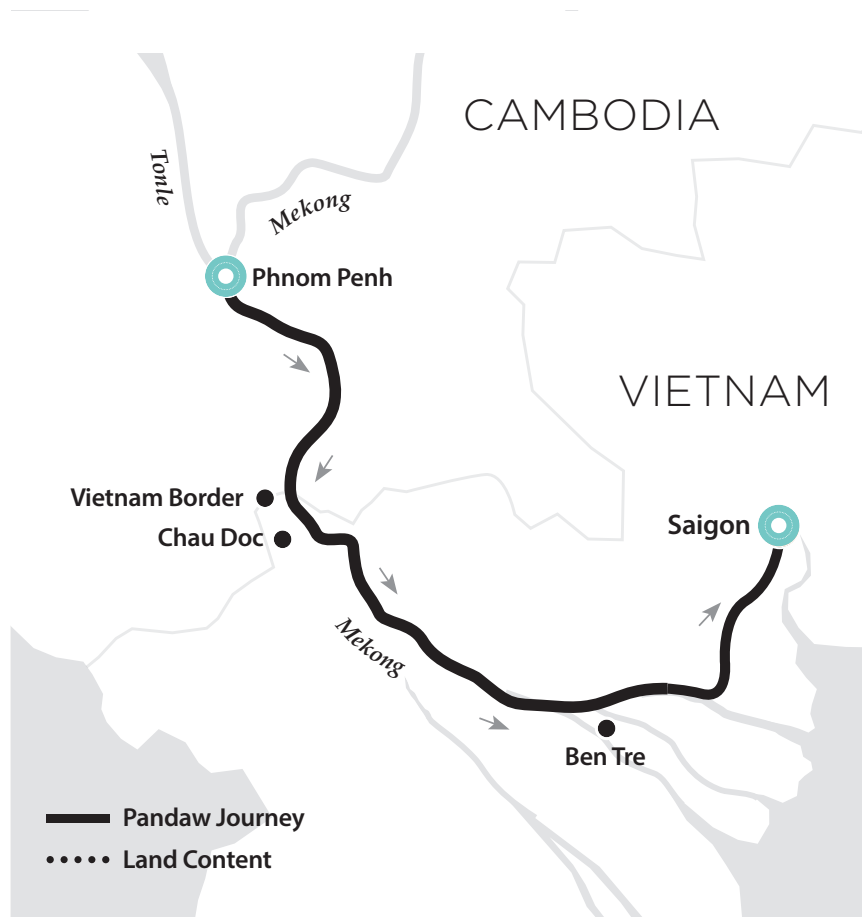 CAMBODIA
Tonle
Mekong
Phnom Penh
VIETNAM
Vietnam Border
Chau Doc
Saigon
Mekong
Ben Tre
Pandaw Journey
Land Content